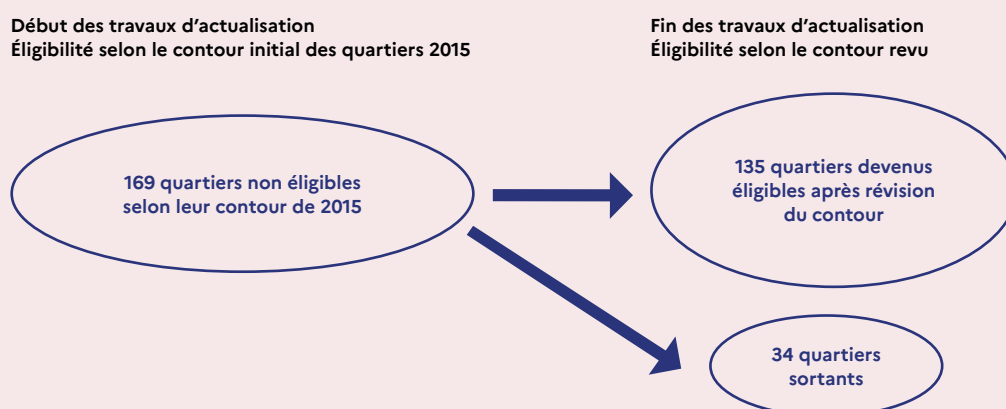 Début des travaux d'actualisation
Éligibilité selon le contour initial des quartiers 2015
Fin des travaux d'actualisation
Éligibilité selon le contour revu
169 quartiers non éligibles
selon leur contour de 2015
135 quartiers devenus
éligibles après révision
du contour
34 quartiers
sortants